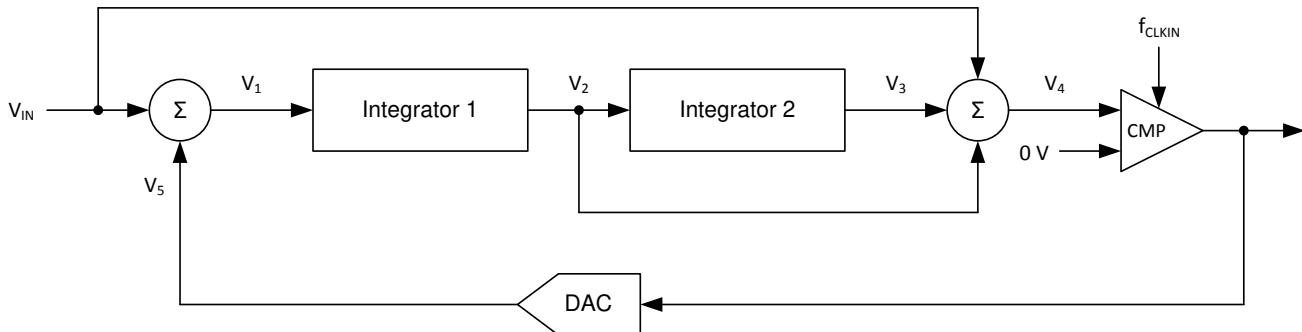 f_CLKIN
V_IN
Σ
V_1
Integrator 1
V_2
Integrator 2
V_3
Σ
V_4
CMP
0 V
V_5
DAC